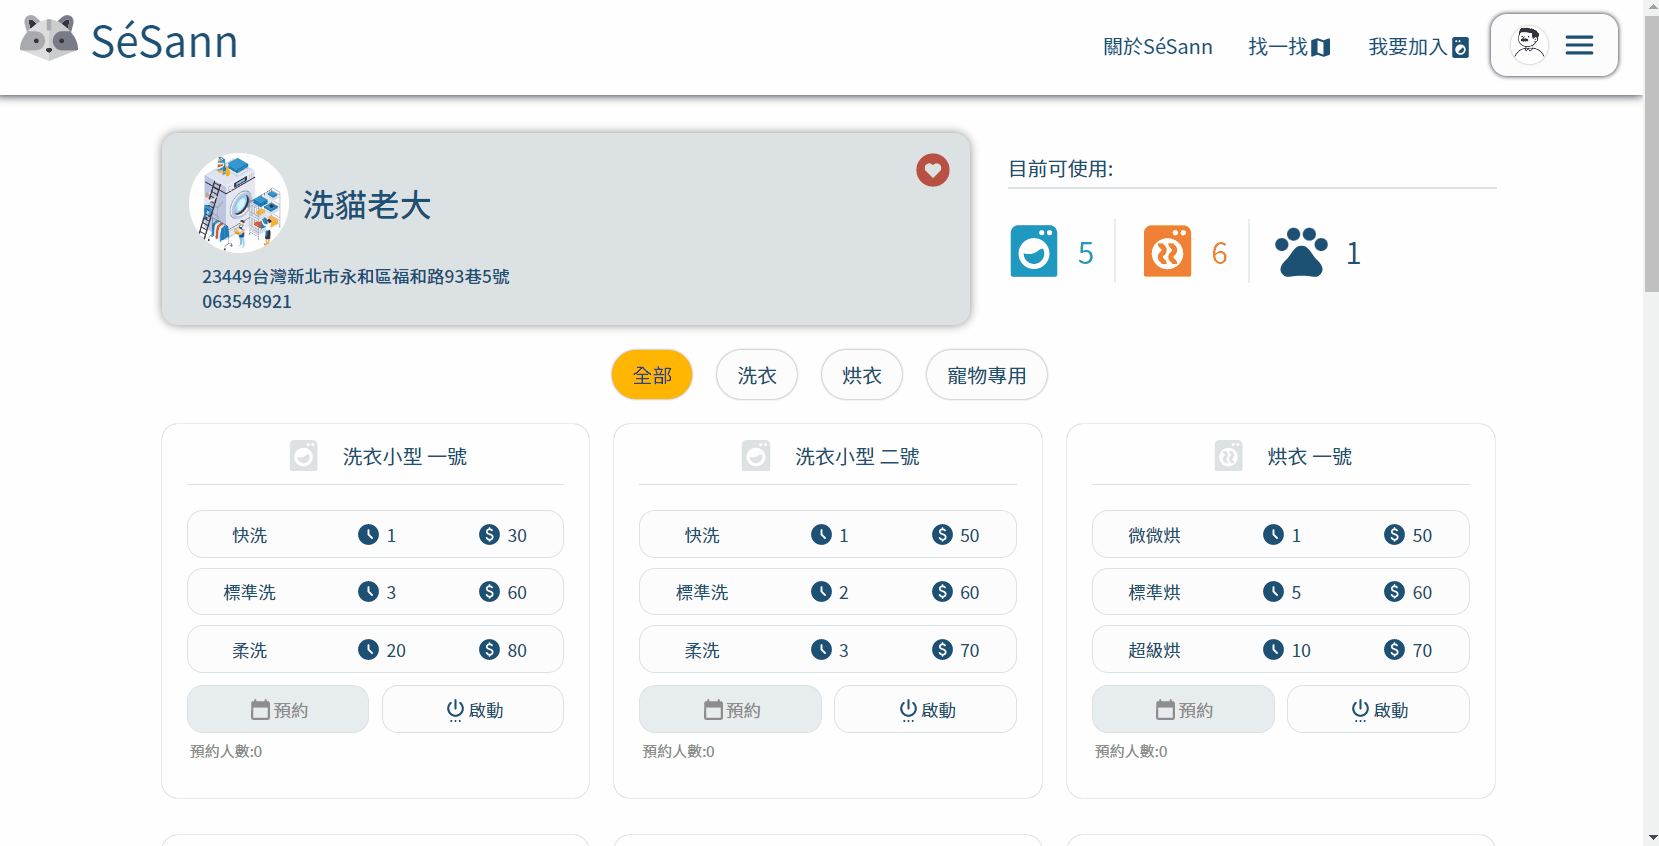 SéSann
關於SéSann 找一找 我要加入
洗貓老大
23449台灣新北市永和區福和路93巷5號
063548921
目前可使用:
5 6 1
全部 洗衣 烘衣 寵物專用
洗衣小型 一號
快洗 1 $ 30
標準洗 3 $ 60
柔洗 20 $ 80
預約 啟動
預約人數:0
洗衣小型 二號
快洗 1 $ 50
標準洗 2 $ 60
柔洗 3 $ 70
預約 啟動
預約人數:0
烘衣 一號
微微烘 1 $ 50
標準烘 5 $ 60
超級烘 10 $ 70
預約 啟動
預約人數:0